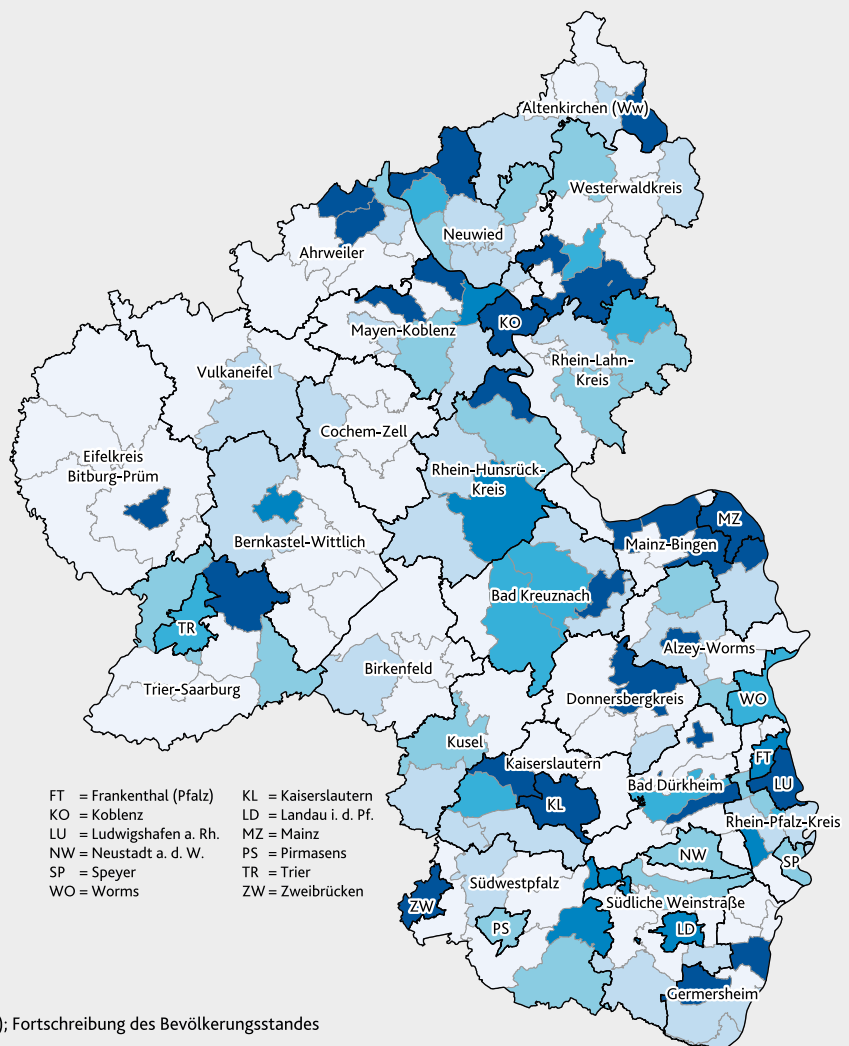 Altenkirchen (Ww)
Westerwaldkreis
Neuwied
Ahrweiler
KO
Mayen-Koblenz
Rhein-Lahn-
Kreis
Vulkaneifel
Cochem-Zell
Eifelkreis
Bitburg-Prüm
Rhein-Hunsrück-
Kreis
MZ
Bernkastel-Wittlich
Mainz-Bingen
Bad Kreuznach
TR
Alzey-Worms
Birkenfeld
Trier-Saarburg
Donnersbergkreis
WO
Kusel
FT
Kaiserslautern
LU
Bad Dürkheim
KL
Rhein-Pfalz-Kreis
NW
SP
Südwestpfalz
ZW
Südliche Weinstraße
PS
LD
Germersheim
FT = Frankenthal (Pfalz)
KO = Koblenz
LU = Ludwigshafen a. Rh.
NW = Neustadt a. d. W.
SP = Speyer
WO = Worms
KL = Kaiserslautern
LD = Landau i. d. Pf.
MZ = Mainz
PS = Pirmasens
TR = Trier
ZW = Zweibrücken
); Fortschreibung des Bevölkerungsstandes